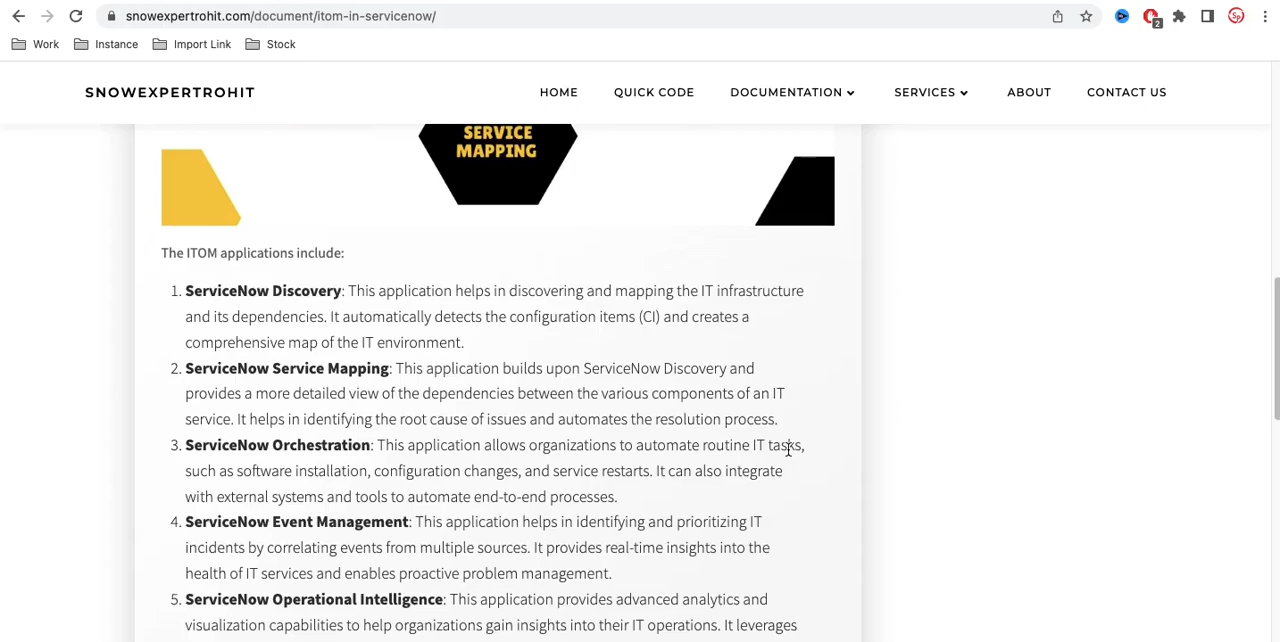 snowexpertrohit.com/document/itom-in-servicenow/
2
Sp
Work Instance Import Link Stock
SNOWEXPERTROHIT HOME QUICK CODE DOCUMENTATION SERVICES ABOUT CONTACT US
SERVICE
MAPPING
The ITOM applications include:
1. ServiceNow Discovery: This application helps in discovering and mapping the IT infrastructure
and its dependencies. It automatically detects the configuration items (CI) and creates a
comprehensive map of the IT environment.
2. ServiceNow Service Mapping: This application builds upon ServiceNow Discovery and
provides a more detailed view of the dependencies between the various components of an IT
service. It helps in identifying the root cause of issues and automates the resolution process.
3. ServiceNow Orchestration: This application allows organizations to automate routine IT tasks,
such as software installation, configuration changes, and service restarts. It can also integrate
with external systems and tools to automate end-to-end processes.
4. ServiceNow Event Management: This application helps in identifying and prioritizing IT
incidents by correlating events from multiple sources. It provides real-time insights into the
health of IT services and enables proactive problem management.
5. ServiceNow Operational Intelligence: This application provides advanced analytics and
visualization capabilities to help organizations gain insights into their IT operations. It leverages